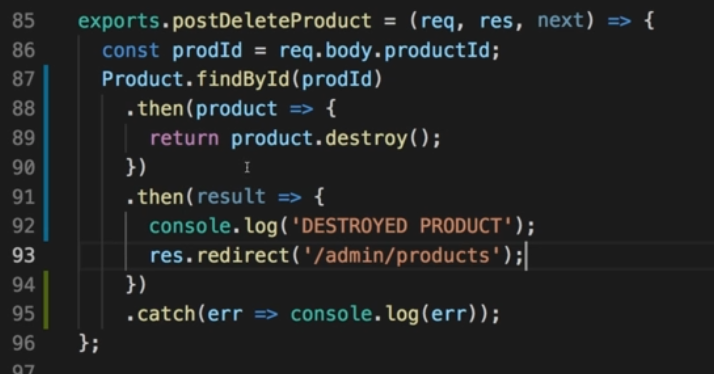 85 exports.postDeleteProduct = (req, res, next) => {
86   const prodId = req.body.productId;
87   Product.findById(prodId)
88     .then(product => {
89       return product.destroy();
90     })
91     .then(result => {
92       console.log('DESTROYED PRODUCT');
93       res.redirect('/admin/products');
94     })
95     .catch(err => console.log(err));
96 };
97